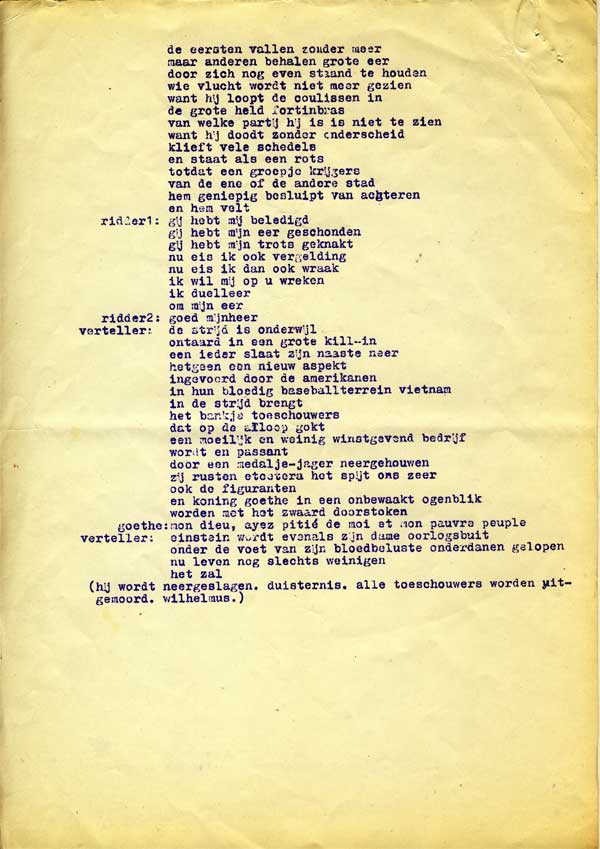 de eersten vallen zonder meer
maar anderen behalen grote eer
door zich nog even stand te houden
wie vlucht wordt niet meer gezien
want hij loopt de coulissen in
de grote held fortinbras
van welke partij hij is is niet te zien
want hij doodt zonder onderscheid
klieft vele schedels
en staat als een rots
totdat een groepje krijgers
van de ene of de andere stad
hem geniepig besluipt van achteren
en hem velt
ridder1: gij hebt mij beledigd
gij hebt mijn eer geschonden
gij hebt mijn trots geknakt
nu eis ik ook vergelding
nu eis ik dan ook wraak
ik wil mij op u wreken
ik duelleer
om mijn eer
ridder2: goed mijnheer
verteller: de strijd is onderwijl
ontaard in een grote kill-in
een ieder slaat zijn naaste neer
hetgeen een nieuw aspekt
ingevoerd door de amerikanen
in hun bloedig baseballterrein vietnam
in de strijd brengt
het bankje toeschouwers
dat op de afloop gokt
een moeilijk en weinig winstgevend bedrijf
wordt en passant
door een medalje-jager neergehouwen
zij rusten etcetera het spijt ons zeer
ook de figuranten
en koning goethe in een onbewaakt ogenblik
worden met het zwaard doorstoken
goethe:mon dieu, ayez pitié de moi et mon pauvre peuple
verteller: einstein wordt evenals zijn dame oorlogsbuit
onder de voet van zijn bloedbeluste onderdanen gelopen
nu leven nog slechts weinigen
het zal
(hij wordt neergeslagen. duisternis. alle toeschouwers worden uit-
gemoord. wilhelmus.)